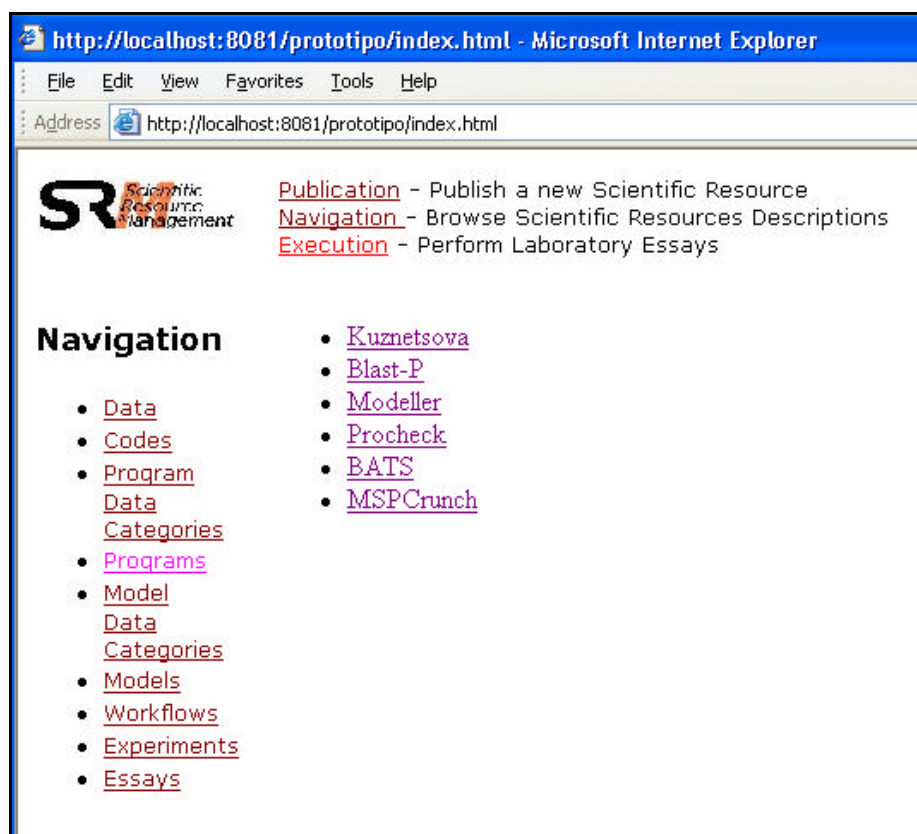 http://localhost:8081/prototipo/index.html - Microsoft Internet Explorer
File Edit View Favorites Tools Help
Address http://localhost:8081/prototipo/index.html
SRM Scientific
Resource
Management
Publication - Publish a new Scientific Resource
Navigation - Browse Scientific Resources Descriptions
Execution - Perform Laboratory Essays
Navigation
• Data
• Codes
• Program
Data
Categories
• Programs
• Model
Data
Categories
• Models
• Workflows
• Experiments
• Essays
• Kuznetsova
• Blast-P
• Modeller
• Procheck
• BATS
• MSPCrunch